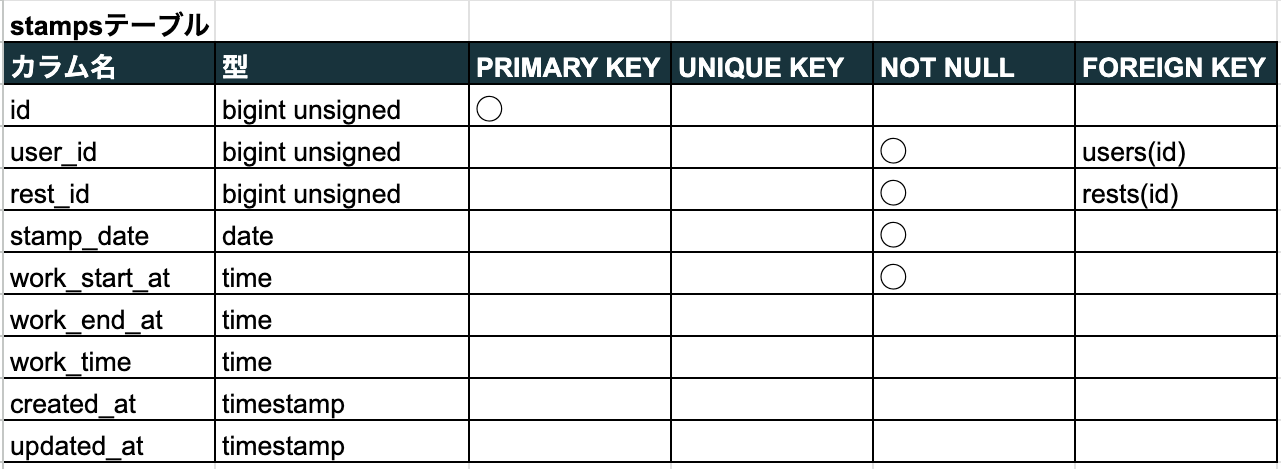 stampsテーブル
カラム名 型 PRIMARY KEY UNIQUE KEY NOT NULL FOREIGN KEY
id bigint unsigned ○
user_id bigint unsigned ○ users(id)
rest_id bigint unsigned ○ rests(id)
stamp_date date ○
work_start_at time ○
work_end_at time
work_time time
created_at timestamp
updated_at timestamp